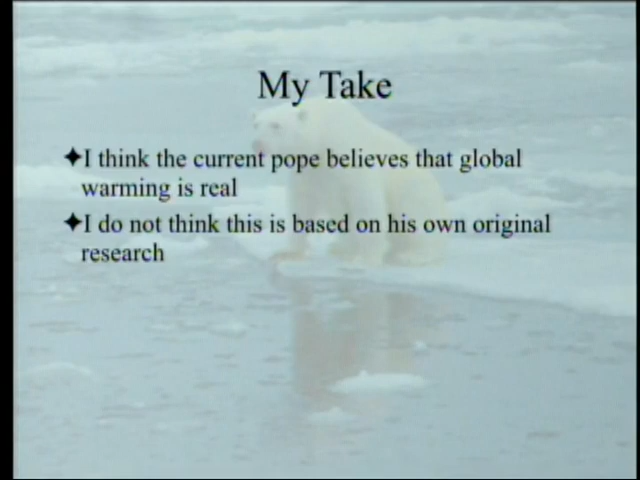 My Take
✦I think the current pope believes that global
warming is real
✦I do not think this is based on his own original
research